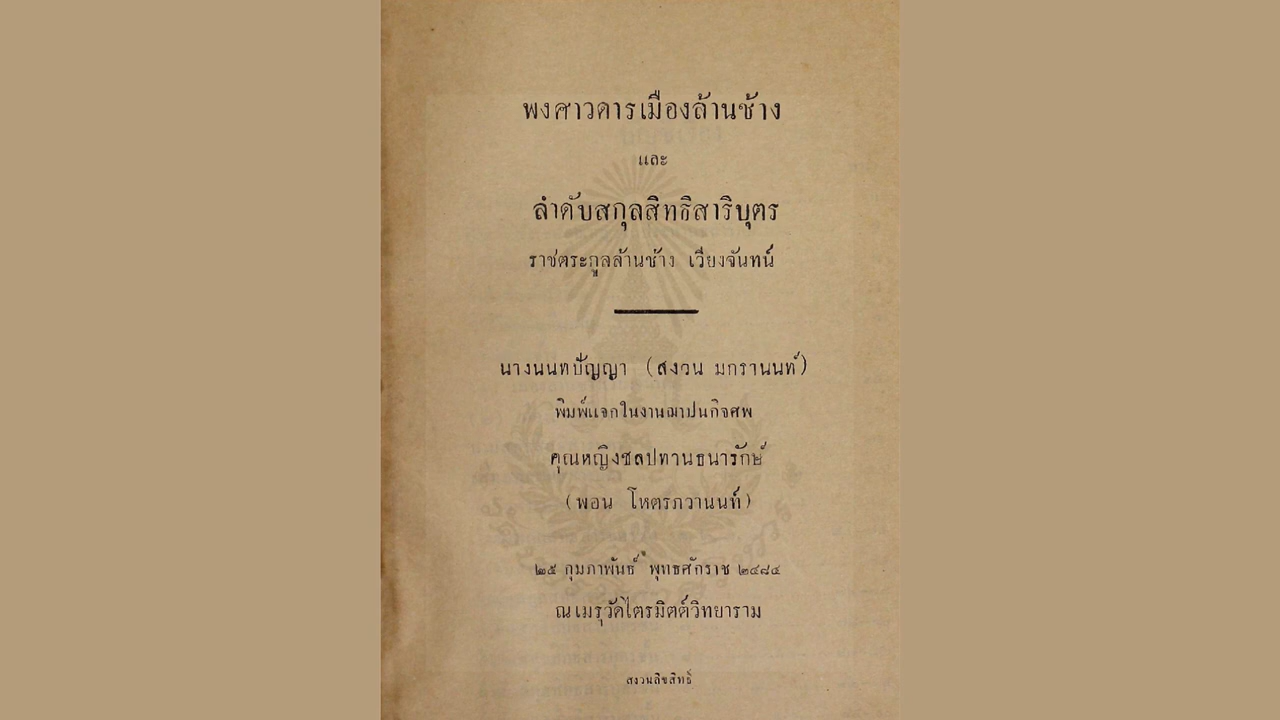 พงศาวดารเมืองล้านช้าง
และ
ลำดับสกุลสิทธิสาริบุตร
ราชตระกูลล้านช้าง เวียงจันทน์
นางนนทปัญญา (สงวน มกรานนท์)
พิมพ์แจกในงานฌาปนกิจศพ
คุณหญิงชลปทานธนารักษ์
(พอน โหตรภวานนท์)
๒๕ กุมภาพันธ์ พุทธศักราช ๒๔๘๔
ณเมรุวัดไตรมิตต์วิทยาราม
สงวนลิขสิทธิ์